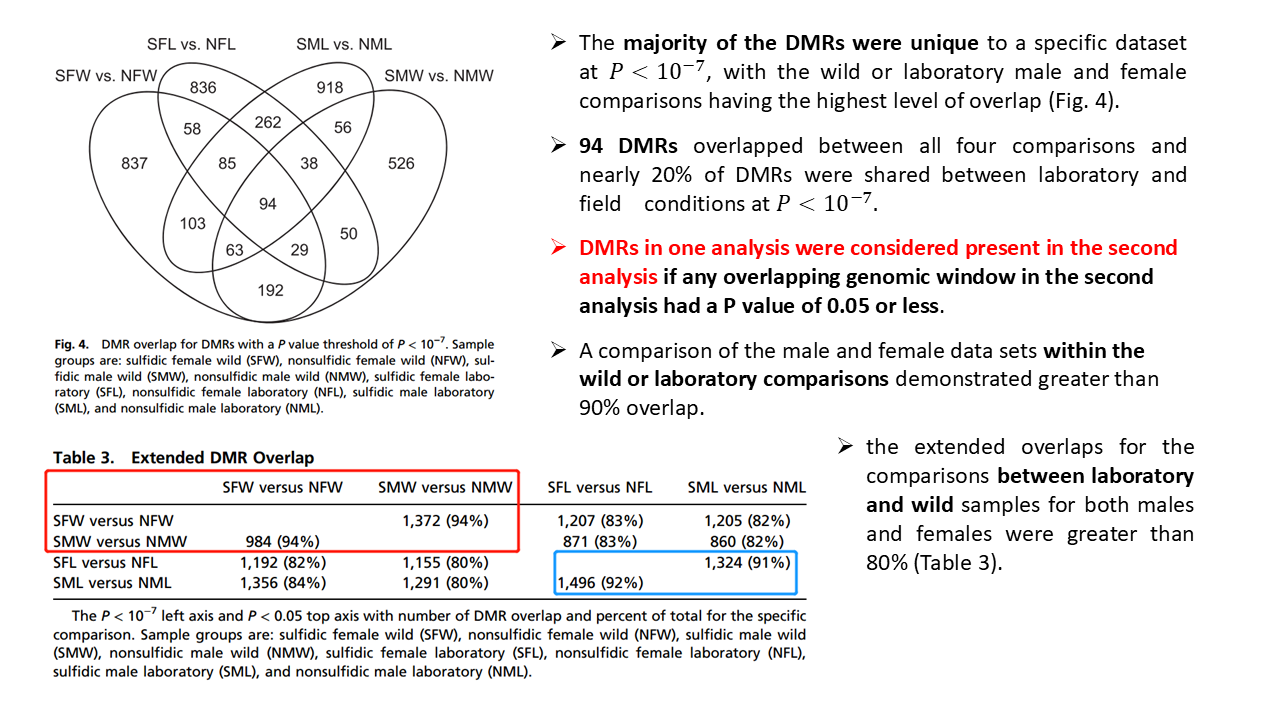 SFL vs. NFL
SML vs. NML
SFW vs. NFW
SMW vs. NMW
836
918
58
262
56
837
85
38
526
94
103
50
63
29
192
Fig. 4. DMR overlap for DMRs with a P value threshold of P < 10⁻⁷. Sample
groups are: sulfidic female wild (SFW), nonsulfidic female wild (NFW), sul-
fidic male wild (SMW), nonsulfidic male wild (NMW), sulfidic female labo-
ratory (SFL), nonsulfidic female laboratory (NFL), sulfidic male laboratory
(SML), and nonsulfidic male laboratory (NML).
➢ The majority of the DMRs were unique to a specific dataset
at P < 10⁻⁷, with the wild or laboratory male and female
comparisons having the highest level of overlap (Fig. 4).
➢ 94 DMRs overlapped between all four comparisons and
nearly 20% of DMRs were shared between laboratory and
field conditions at P < 10⁻⁷.
➢ DMRs in one analysis were considered present in the second
analysis if any overlapping genomic window in the second
analysis had a P value of 0.05 or less.
➢ A comparison of the male and female data sets within the
wild or laboratory comparisons demonstrated greater than
90% overlap.
➢ the extended overlaps for the
comparisons between laboratory
and wild samples for both males
and females were greater than
80% (Table 3).
Table 3. Extended DMR Overlap
SFW versus NFW SMW versus NMW SFL versus NFL SML versus NML
SFW versus NFW 1,372 (94%) 1,207 (83%) 1,205 (82%)
SMW versus NMW 984 (94%) 871 (83%) 860 (82%)
SFL versus NFL 1,192 (82%) 1,155 (80%) 1,324 (91%)
SML versus NML 1,356 (84%) 1,291 (80%) 1,496 (92%)
The P < 10⁻⁷ left axis and P < 0.05 top axis with number of DMR overlap and percent of total for the specific
comparison. Sample groups are: sulfidic female wild (SFW), nonsulfidic female wild (NFW), sulfidic male wild
(SMW), nonsulfidic male wild (NMW), sulfidic female laboratory (SFL), nonsulfidic female laboratory (NFL),
sulfidic male laboratory (SML), and nonsulfidic male laboratory (NML).